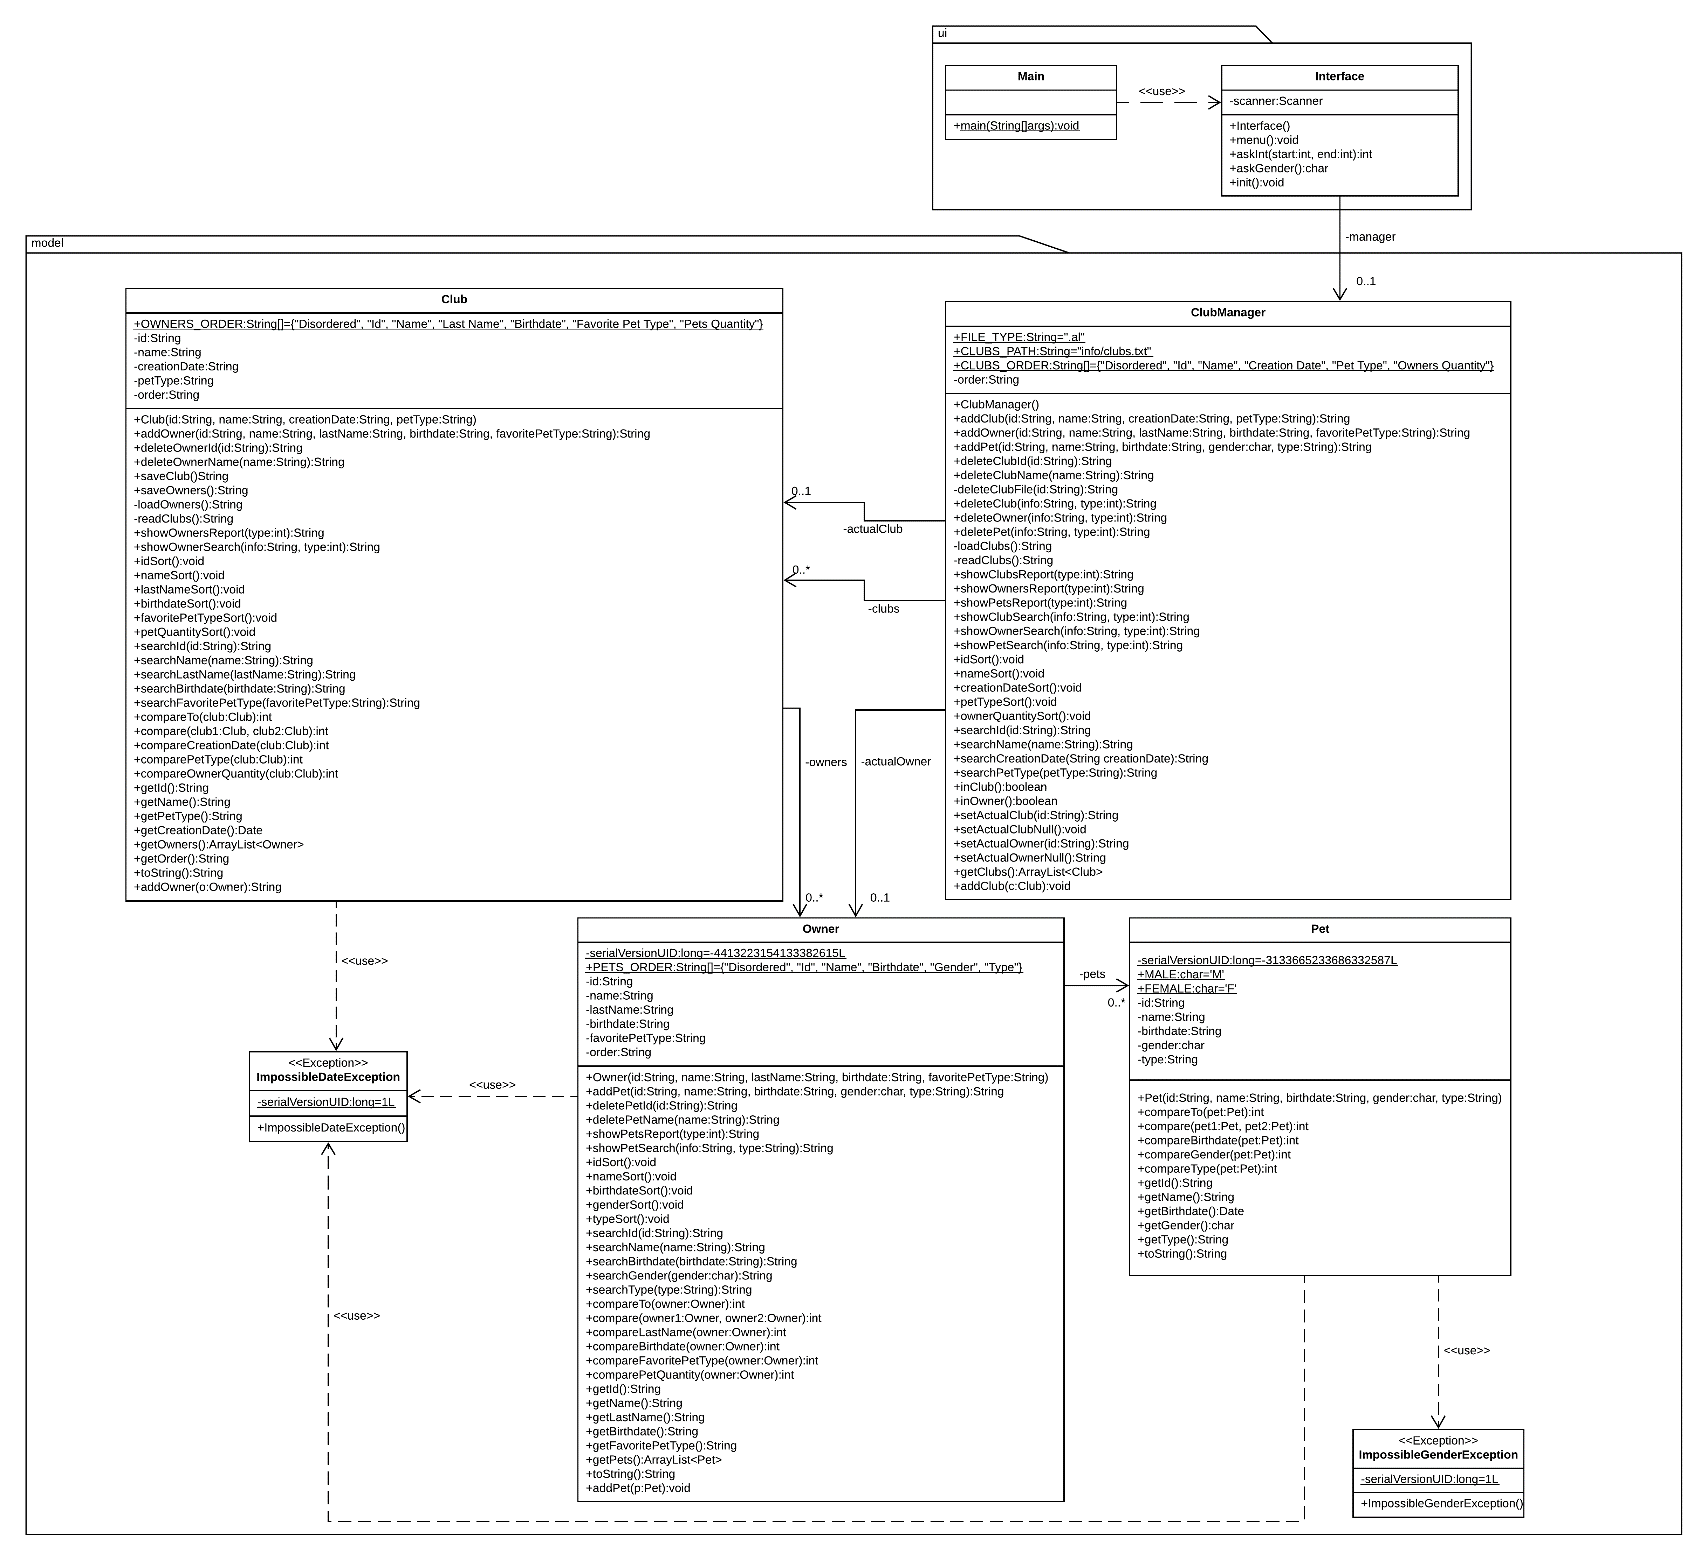 ui
Main
+main(String[]args):void
<<use>>
Interface
-scanner:Scanner
+Interface()
+menu():void
+askInt(start:int, end:int):int
+askGender():char
+init():void
-manager
0..1
model
Club
+OWNERS_ORDER:String[]={"Disordered", "Id", "Name", "Last Name", "Birthdate", "Favorite Pet Type", "Pets Quantity"}
-id:String
-name:String
-creationDate:String
-petType:String
-order:String
+Club(id:String, name:String, creationDate:String, petType:String)
+addOwner(id:String, name:String, lastName:String, birthdate:String, favoritePetType:String):String
+deleteOwnerId(id:String):String
+deleteOwnerName(name:String):String
+saveClub()String
+saveOwners():String
-loadOwners():String
-readClubs():String
+showOwnersReport(type:int):String
+showOwnerSearch(info:String, type:int):String
+idSort():void
+nameSort():void
+lastNameSort():void
+birthdateSort():void
+favoritePetTypeSort():void
+petQuantitySort():void
+searchId(id:String):String
+searchName(name:String):String
+searchLastName(lastName:String):String
+searchBirthdate(birthdate:String):String
+searchFavoritePetType(favoritePetType:String):String
+compareTo(club:Club):int
+compare(club1:Club, club2:Club):int
+compareCreationDate(club:Club):int
+comparePetType(club:Club):int
+compareOwnerQuantity(club:Club):int
+getId():String
+getName():String
+getPetType():String
+getCreationDate():Date
+getOwners():ArrayList<Owner>
+getOrder():String
+toString():String
+addOwner(o:Owner):String
0..1
-actualClub
0..*
-clubs
-owners
0..*
-actualOwner
0..1
ClubManager
+FILE_TYPE:String=".al"
+CLUBS_PATH:String="info/clubs.txt"
+CLUBS_ORDER:String[]={"Disordered", "Id", "Name", "Creation Date", "Pet Type", "Owners Quantity"}
-order:String
+ClubManager()
+addClub(id:String, name:String, creationDate:String, petType:String):String
+addOwner(id:String, name:String, lastName:String, birthdate:String, favoritePetType:String):String
+addPet(id:String, name:String, birthdate:String, gender:char, type:String):String
+deleteClubId(id:String):String
+deleteClubName(name:String):String
-deleteClubFile(id:String):String
+deleteClub(info:String, type:int):String
+deleteOwner(info:String, type:int):String
+deletePet(info:String, type:int):String
-loadClubs():String
-readClubs():String
+showClubsReport(type:int):String
+showOwnersReport(type:int):String
+showPetsReport(type:int):String
+showClubSearch(info:String, type:int):String
+showOwnerSearch(info:String, type:int):String
+showPetSearch(info:String, type:int):String
+idSort():void
+nameSort():void
+creationDateSort():void
+petTypeSort():void
+ownerQuantitySort():void
+searchId(id:String):String
+searchName(name:String):String
+searchCreationDate(String creationDate):String
+searchPetType(petType:String):String
+inClub():boolean
+inOwner():boolean
+setActualClub(id:String):String
+setActualClubNull():void
+setActualOwner(id:String):String
+setActualOwnerNull():String
+getClubs():ArrayList<Club>
+addClub(c:Club):void
<<use>>
<<Exception>>
ImpossibleDateException
-serialVersionUID:long=1L
+ImpossibleDateException()
<<use>>
<<use>>
Owner
-serialVersionUID:long=-4413223154133382615L
+PETS_ORDER:String[]={"Disordered", "Id", "Name", "Birthdate", "Gender", "Type"}
-id:String
-name:String
-lastName:String
-birthdate:String
-favoritePetType:String
-order:String
+Owner(id:String, name:String, lastName:String, birthdate:String, favoritePetType:String)
+addPet(id:String, name:String, birthdate:String, gender:char, type:String):String
+deletePetId(id:String):String
+deletePetName(name:String):String
+showPetsReport(type:int):String
+showPetSearch(info:String, type:String):String
+idSort():void
+nameSort():void
+birthdateSort():void
+genderSort():void
+typeSort():void
+searchId(id:String):String
+searchName(name:String):String
+searchBirthdate(birthdate:String):String
+searchGender(gender:char):String
+searchType(type:String):String
+compareTo(owner:Owner):int
+compare(owner1:Owner, owner2:Owner):int
+compareLastName(owner:Owner):int
+compareBirthdate(owner:Owner):int
+compareFavoritePetType(owner:Owner):int
+comparePetQuantity(owner:Owner):int
+getId():String
+getName():String
+getLastName():String
+getBirthdate():String
+getFavoritePetType():String
+getPets():ArrayList<Pet>
+toString():String
+addPet(p:Pet):void
-pets
0..*
Pet
-serialVersionUID:long=-3133665233686332587L
+MALE:char='M'
+FEMALE:char='F'
-id:String
-name:String
-birthdate:String
-gender:char
-type:String
+Pet(id:String, name:String, birthdate:String, gender:char, type:String)
+compareTo(pet:Pet):int
+compare(pet1:Pet, pet2:Pet):int
+compareBirthdate(pet:Pet):int
+compareGender(pet:Pet):int
+compareType(pet:Pet):int
+getId():String
+getName():String
+getBirthdate():Date
+getGender():char
+getType():String
+toString():String
<<use>>
<<Exception>>
ImpossibleGenderException
-serialVersionUID:long=1L
+ImpossibleGenderException()